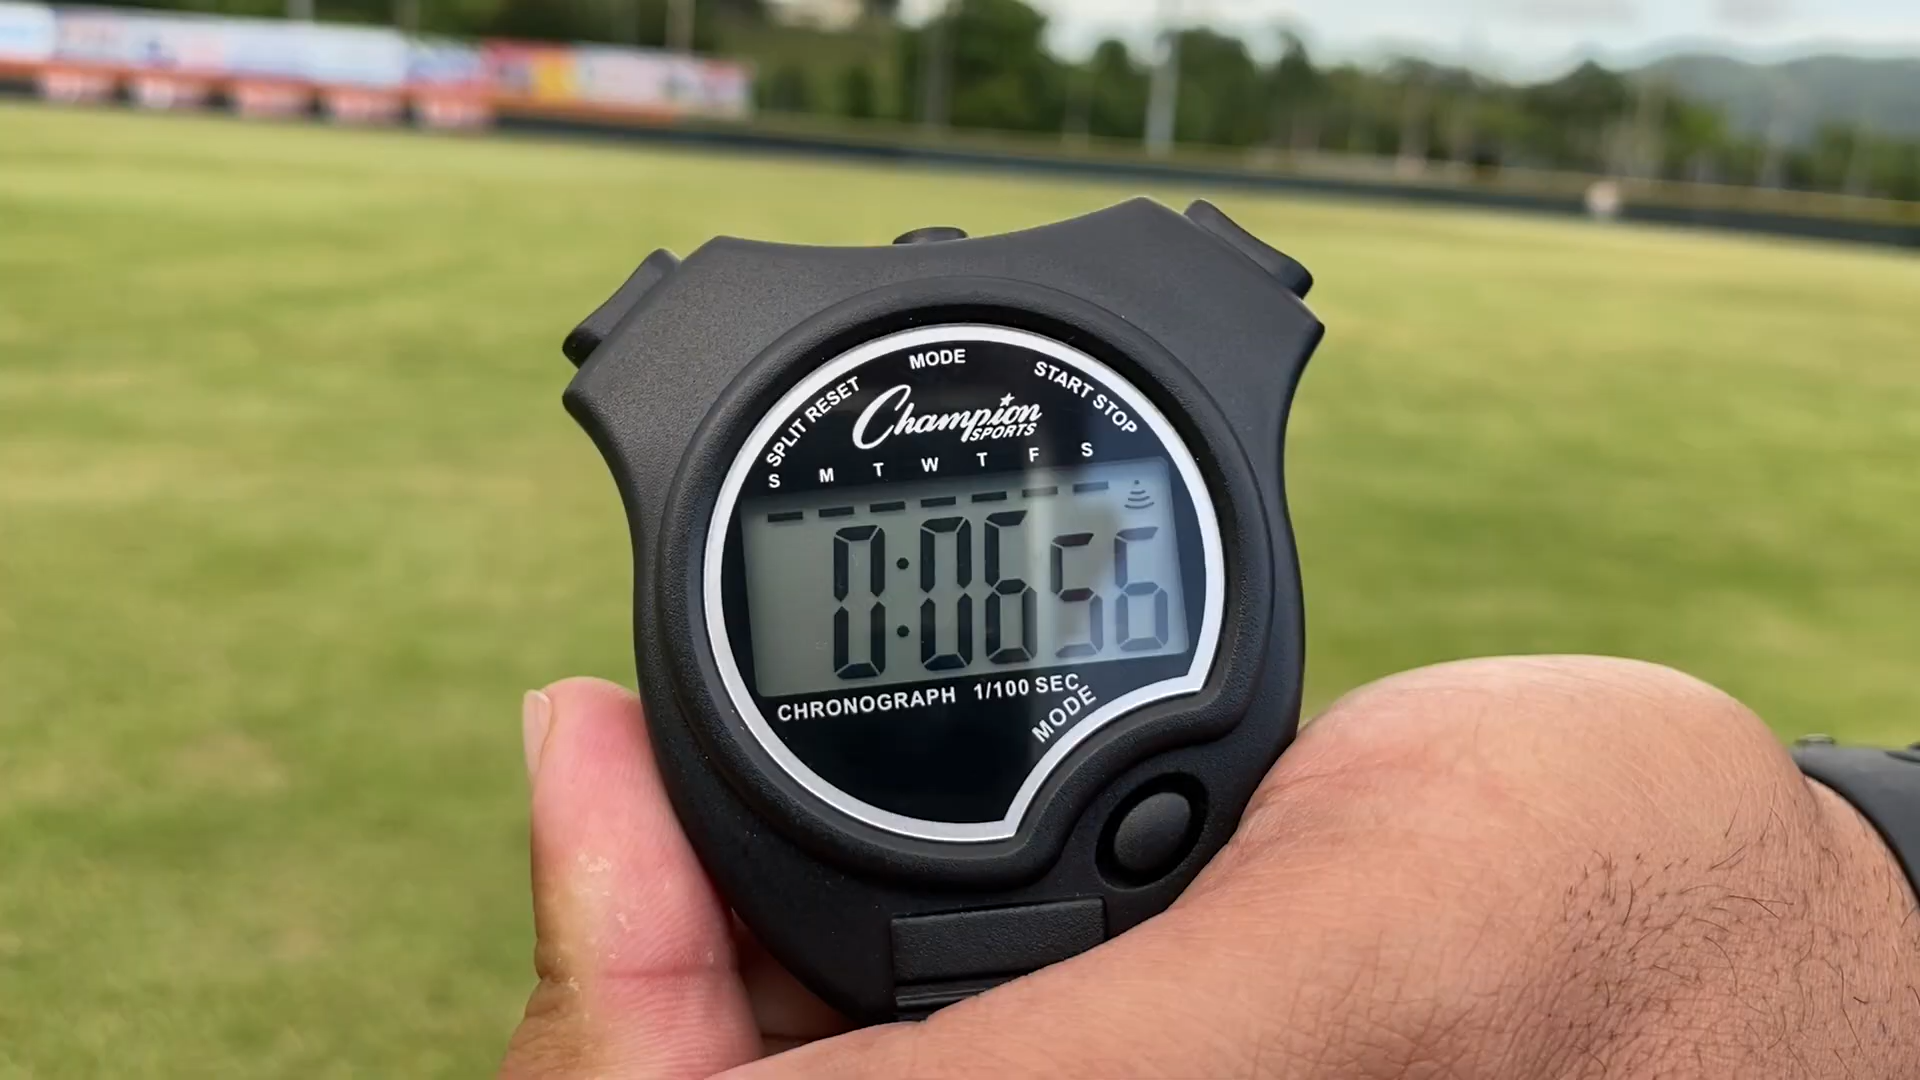 MODE
SPLIT RESET
START STOP
Champion
SPORTS
S M T W T F S
0:06 56
CHRONOGRAPH 1/100 SEC
MODE